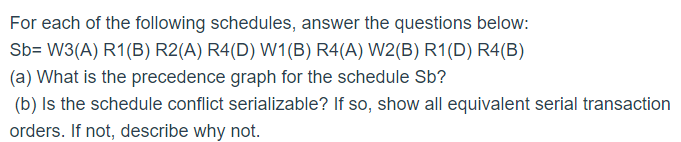 For each of the following schedules, answer the questions below:
Sb= W3(A) R1(B) R2(A) R4(D) W1(B) R4(A) W2(B) R1(D) R4(B)
(a) What is the precedence graph for the schedule Sb?
(b) Is the schedule conflict serializable? If so, show all equivalent serial transaction
orders. If not, describe why not.